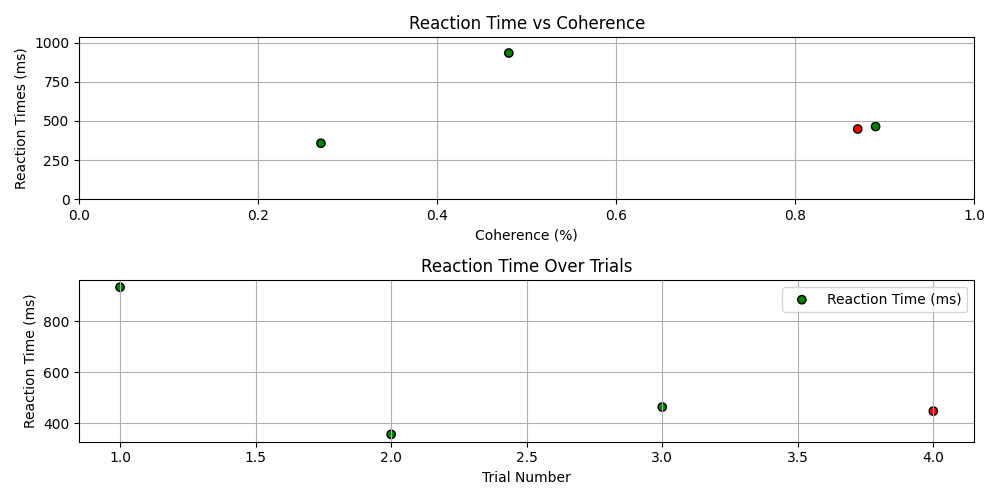 Reaction Time vs Coherence
Reaction Times (ms)
1000
750
500
250
0
0.0 0.2 0.4 0.6 0.8 1.0
Coherence (%)
Reaction Time Over Trials
Reaction Time (ms)
Reaction Time (ms)
800
600
400
1.0 1.5 2.0 2.5 3.0 3.5 4.0
Trial Number